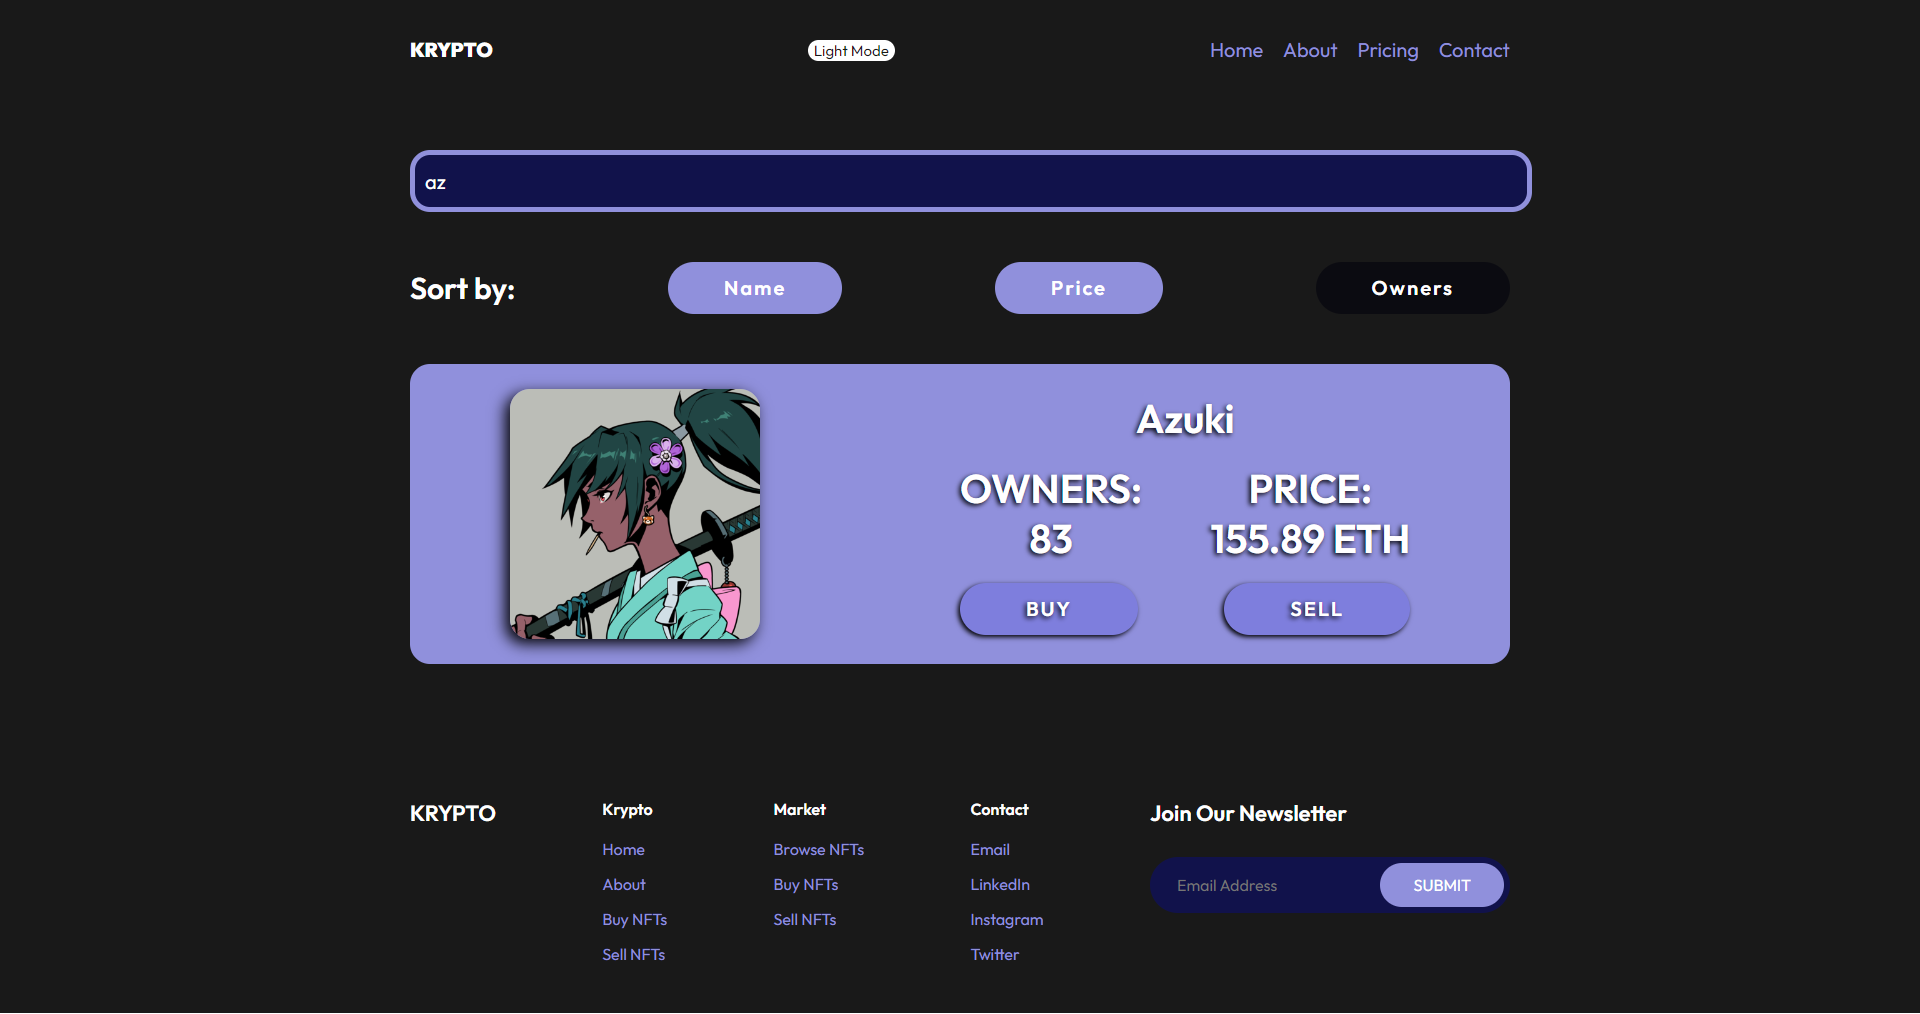 KRYPTO
Light Mode
Home About Pricing Contact
az
Sort by:
Name
Price
Owners
Azuki
OWNERS:
83
PRICE:
155.89 ETH
BUY
SELL
KRYPTO
Krypto
Home
About
Buy NFTs
Sell NFTs
Market
Browse NFTs
Buy NFTs
Sell NFTs
Contact
Email
LinkedIn
Instagram
Twitter
Join Our Newsletter
Email Address
SUBMIT